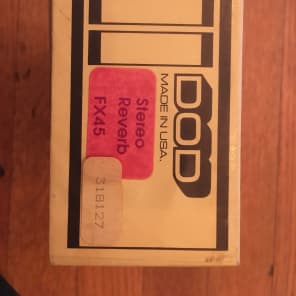 DOD
MADE IN USA.
Stereo
Reverb
FX45
318127